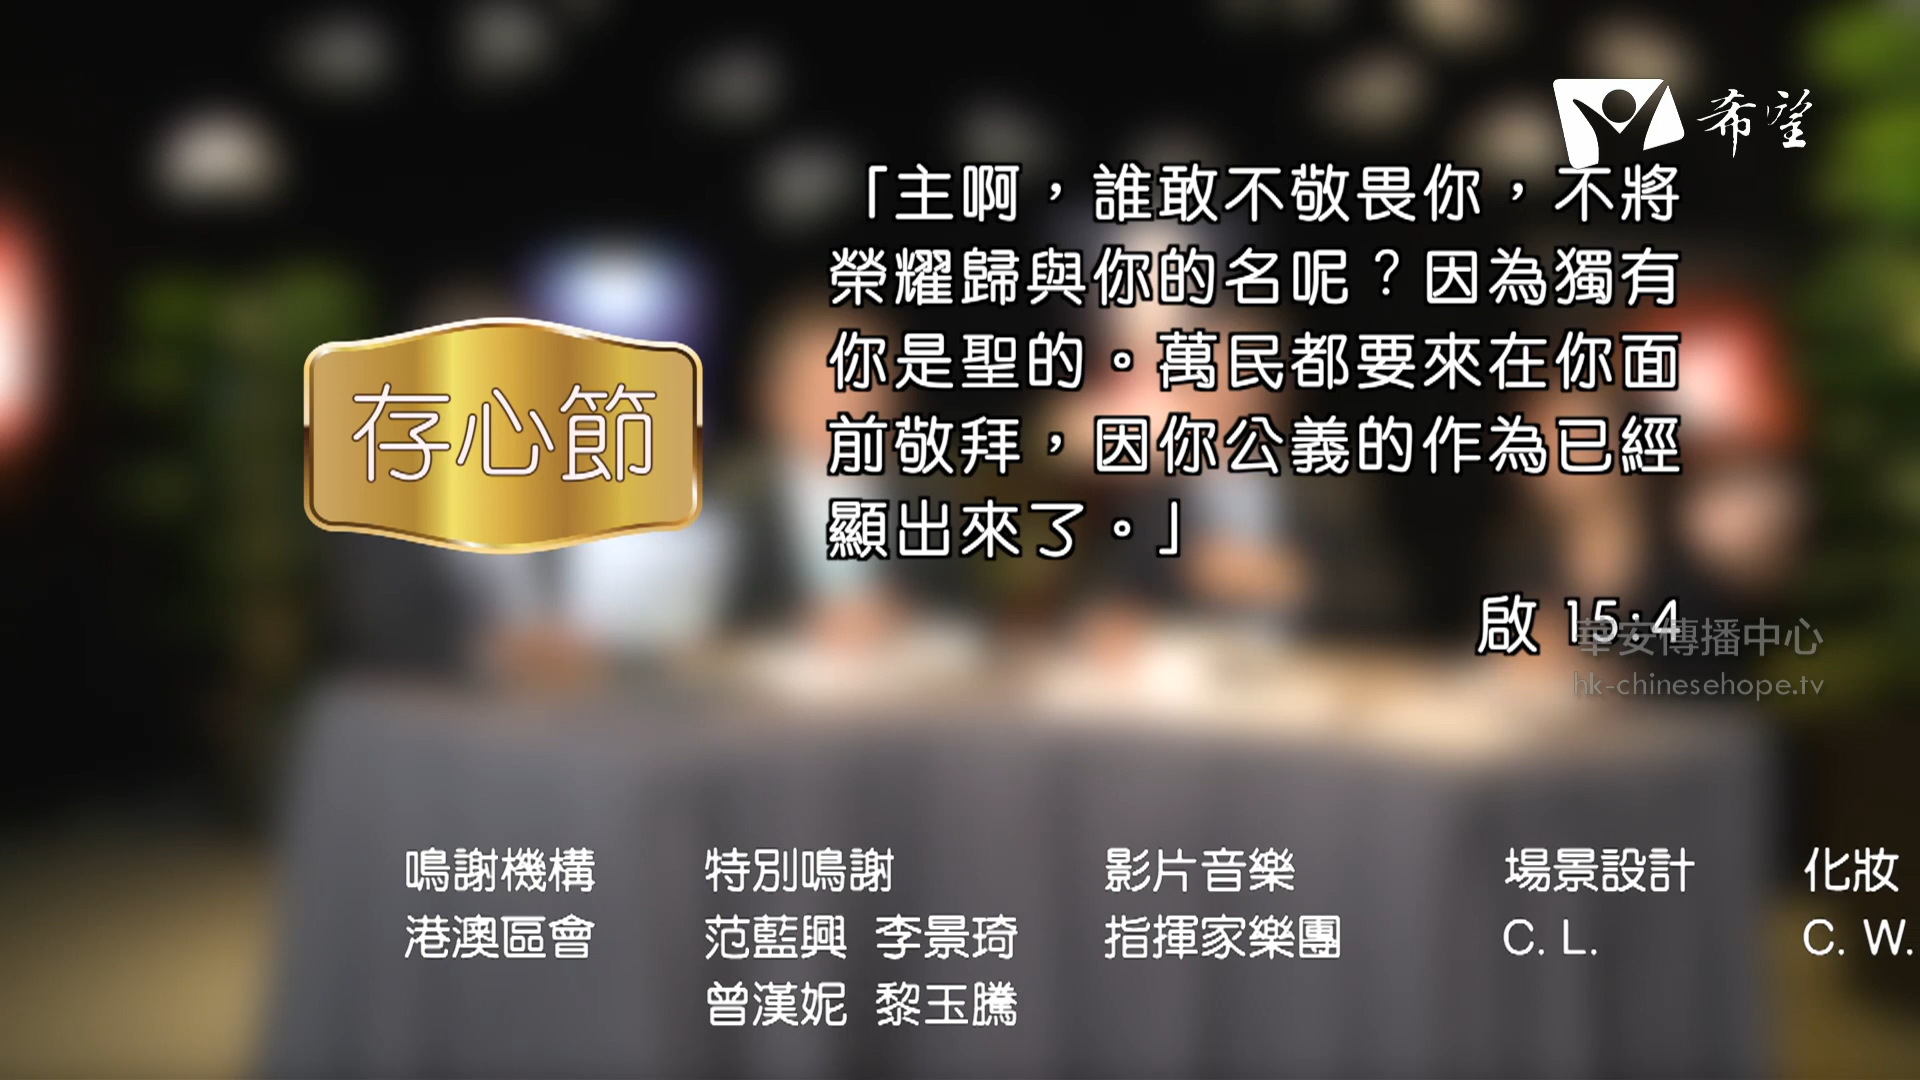 希望
「主啊，誰敢不敬畏你，不將
榮耀歸與你的名呢？因為獨有
你是聖的。萬民都要來在你面
前敬拜，因你公義的作為已經
顯出來了。」
啟 15:4
存心節
華安傳播中心
hk-chinesehope.tv
鳴謝機構
港澳區會
特別鳴謝
范藍興 李景琦
曾漢妮 黎玉騰
影片音樂
指揮家樂團
場景設計
C. L.
化妝
C. W.